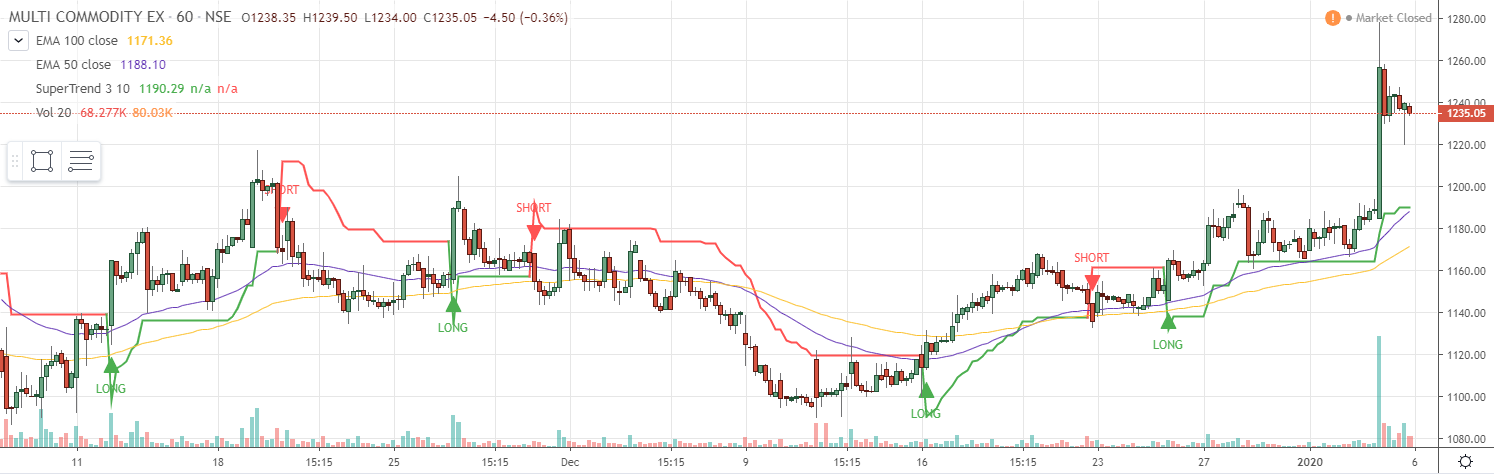 MULTI COMMODITY EX · 60 · NSE O1238.35 H1239.50 L1234.00 C1235.05 −4.50 (−0.36%)
! ● Market Closed
EMA 100 close 1171.36
EMA 50 close 1188.10
SuperTrend 3 10 1190.29 n/a n/a
Vol 20 68.277K 80.03K
1280.00
1260.00
1240.00
1235.05
1220.00
1200.00
1180.00
1160.00
1140.00
1120.00
1100.00
1080.00
SHORT
SHORT
SHORT
LONG
LONG
LONG
LONG
11 18 15:15 25 15:15 Dec 15:15 9 15:15 16 15:15 23 27 2020 6